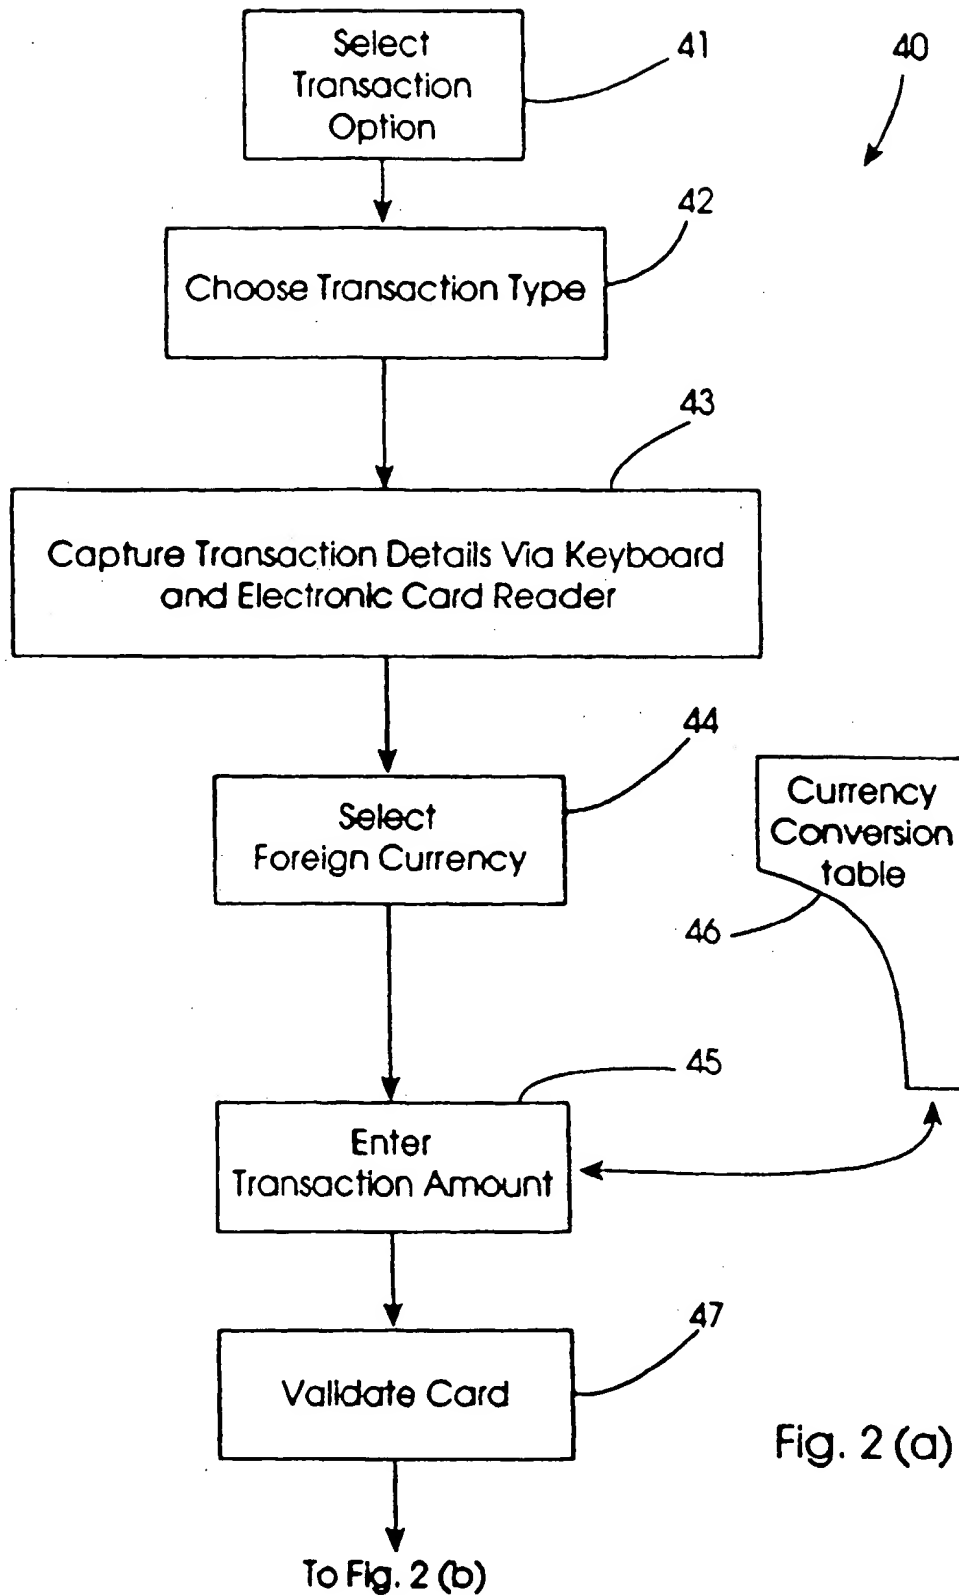 Select
Transaction
Option
41
40
Choose Transaction Type
42
43
Capture Transaction Details Via Keyboard
and Electronic Card Reader
44
Select
Foreign Currency
Currency
Conversion
table
46
45
Enter
Transaction Amount
47
Validate Card
Fig. 2 (a)
To Fig. 2 (b)